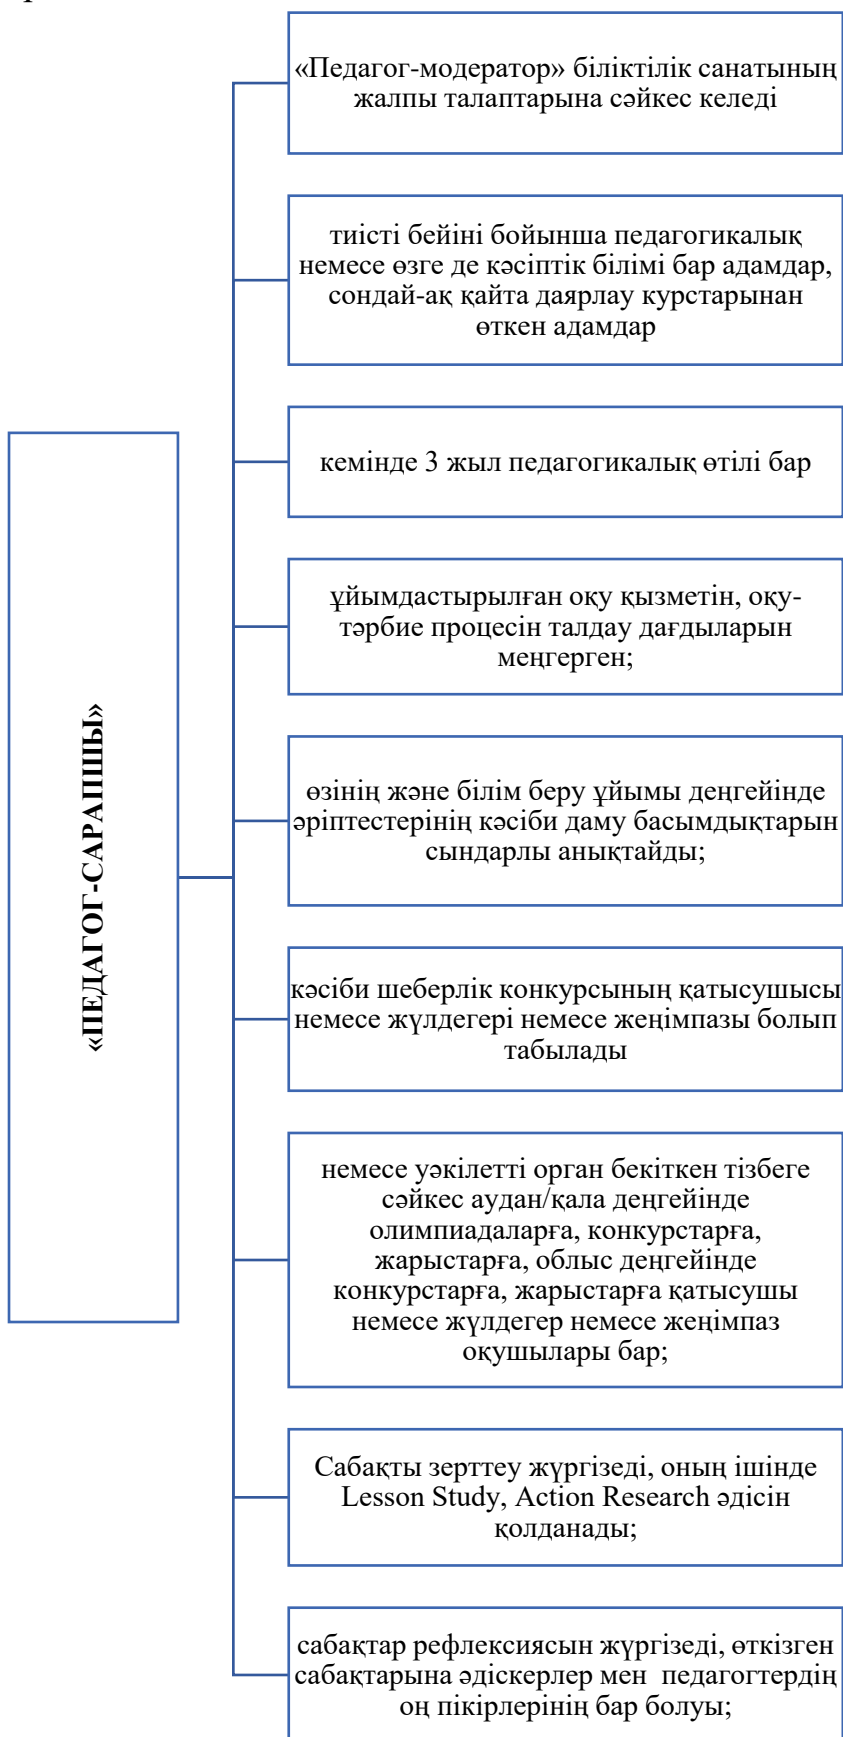 «Педагог-модератор» біліктілік санатының
жалпы талаптарына сәйкес келеді
тиісті бейіні бойынша педагогикалық
немесе өзге де кәсіптік білімі бар адамдар,
сондай-ақ қайта даярлау курстарынан
өткен адамдар
кемінде 3 жыл педагогикалық өтілі бар
ұйымдастырылған оқу қызметін, оқу-
тәрбие процесін талдау дағдыларын
меңгерген;
«ПЕДАГОГ-САРАПШЫ»
өзінің және білім беру ұйымы деңгейінде
әріптестерінің кәсіби даму басымдықтарын
сындарлы анықтайды;
кәсіби шеберлік конкурсының қатысушысы
немесе жүлдегері немесе жеңімпазы болып
табылады
немесе уәкілетті орган бекіткен тізбеге
сәйкес аудан/қала деңгейінде
олимпиадаларға, конкурстарға,
жарыстарға, облыс деңгейінде
конкурстарға, жарыстарға қатысушы
немесе жүлдегер немесе жеңімпаз
оқушылары бар;
Сабақты зерттеу жүргізеді, оның ішінде
Lesson Study, Action Research әдісін
қолданады;
сабақтар рефлексиясын жүргізеді, өткізген
сабақтарына әдіскерлер мен педагогтердің
оң пікірлерінің бар болуы;